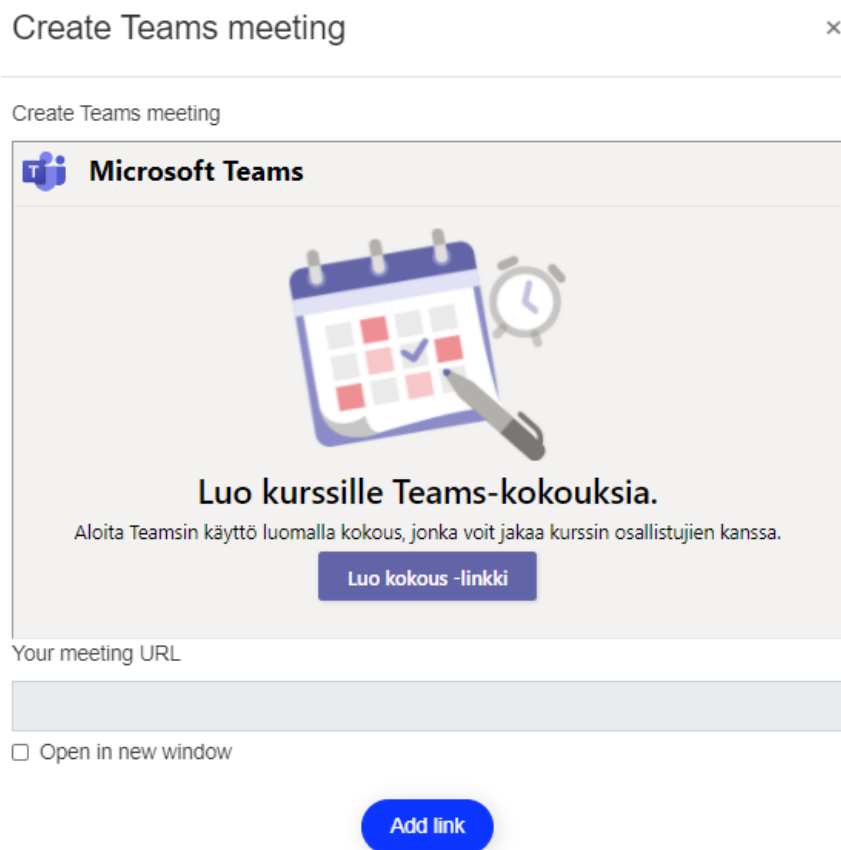 Create Teams meeting
×
Create Teams meeting
T
Microsoft Teams
Luo kurssille Teams-kokouksia.
Aloita Teamsin käyttö luomalla kokous, jonka voit jakaa kurssin osallistujien kanssa.
Luo kokous -linkki
Your meeting URL
Open in new window
Add link